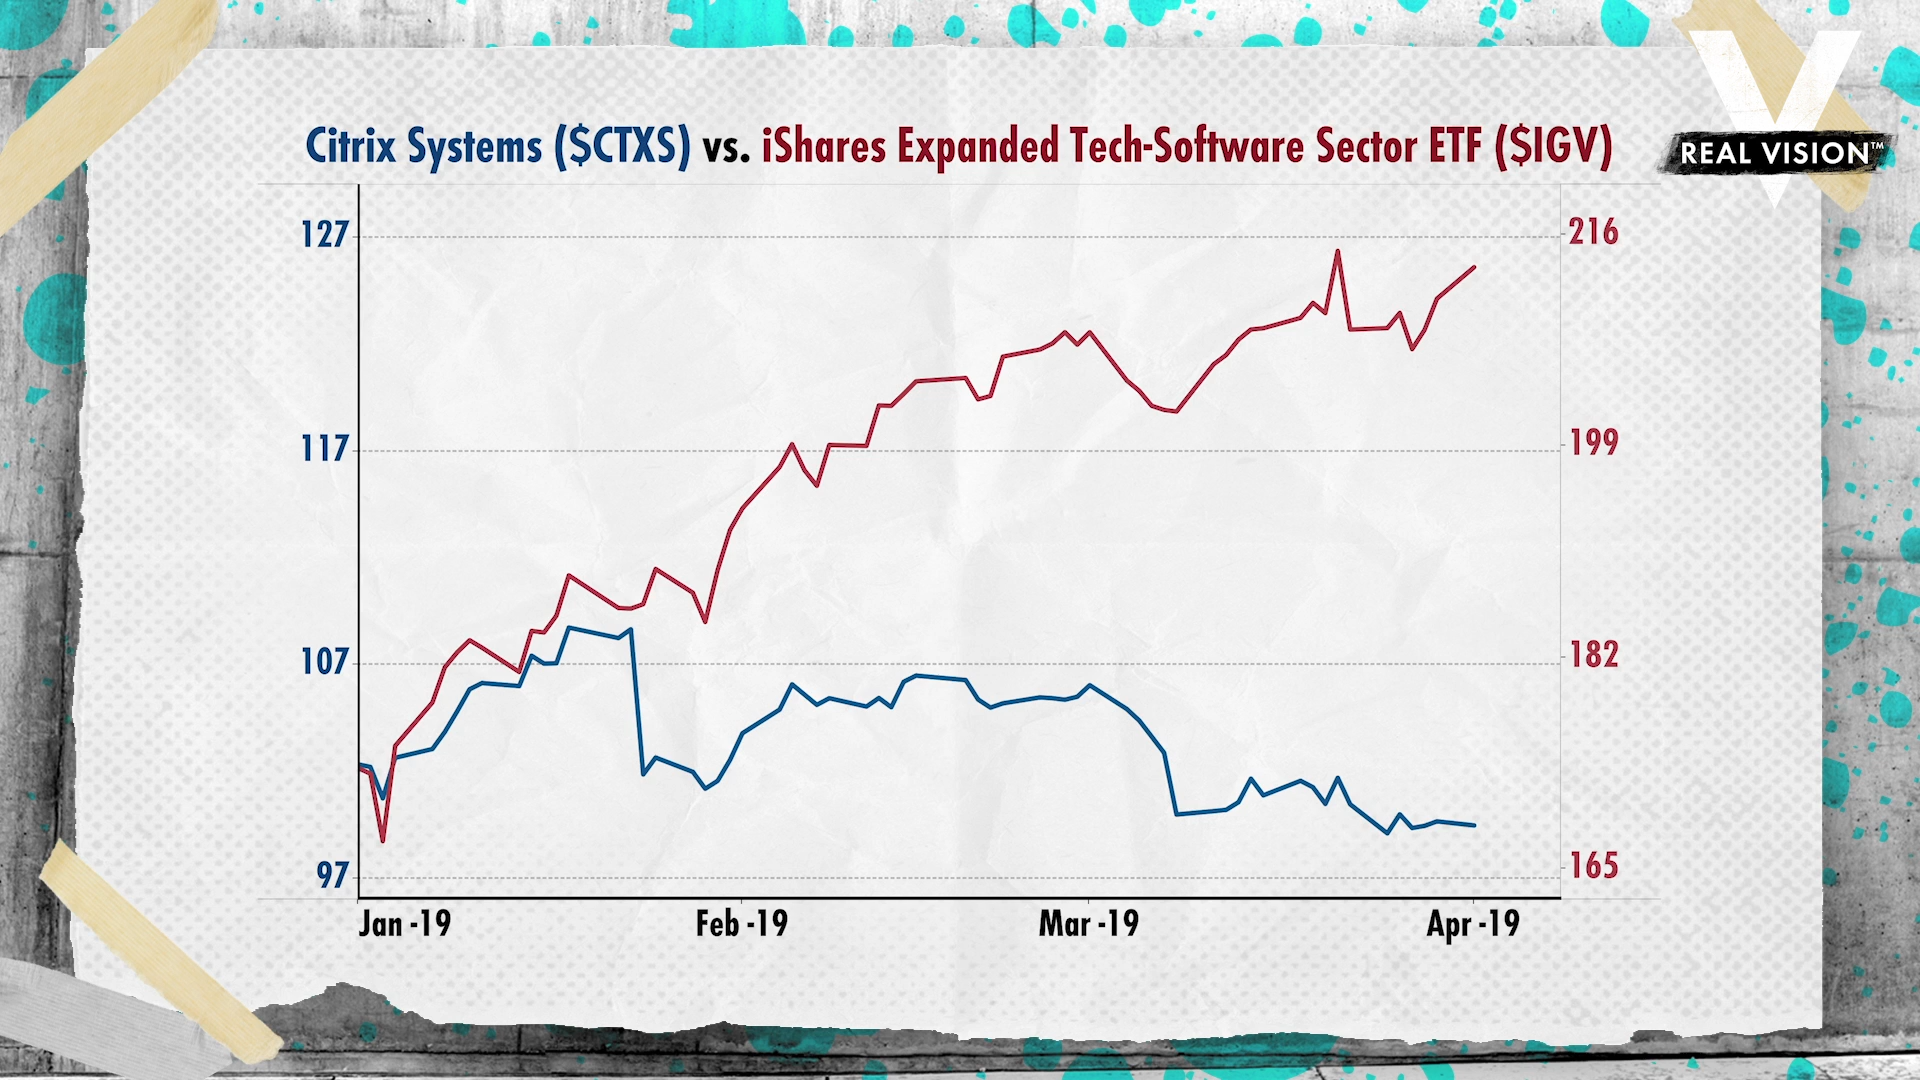 Citrix Systems ($CTXS) vs. iShares Expanded Tech-Software Sector ETF ($IGV)
REAL VISION™
127
216
117
199
107
182
97
165
Jan -19
Feb -19
Mar -19
Apr -19